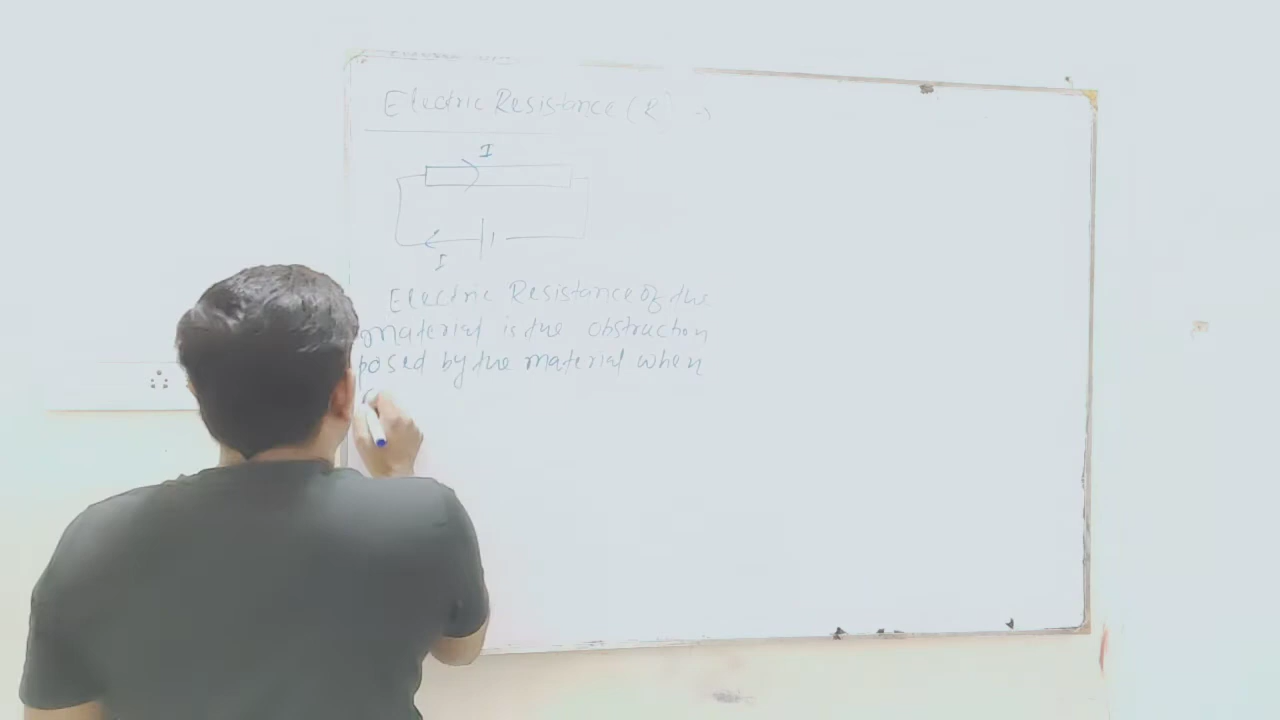 Electric Resistance (R) →
I
I
Electric Resistance of the
material is the obstruction
posed by the material when